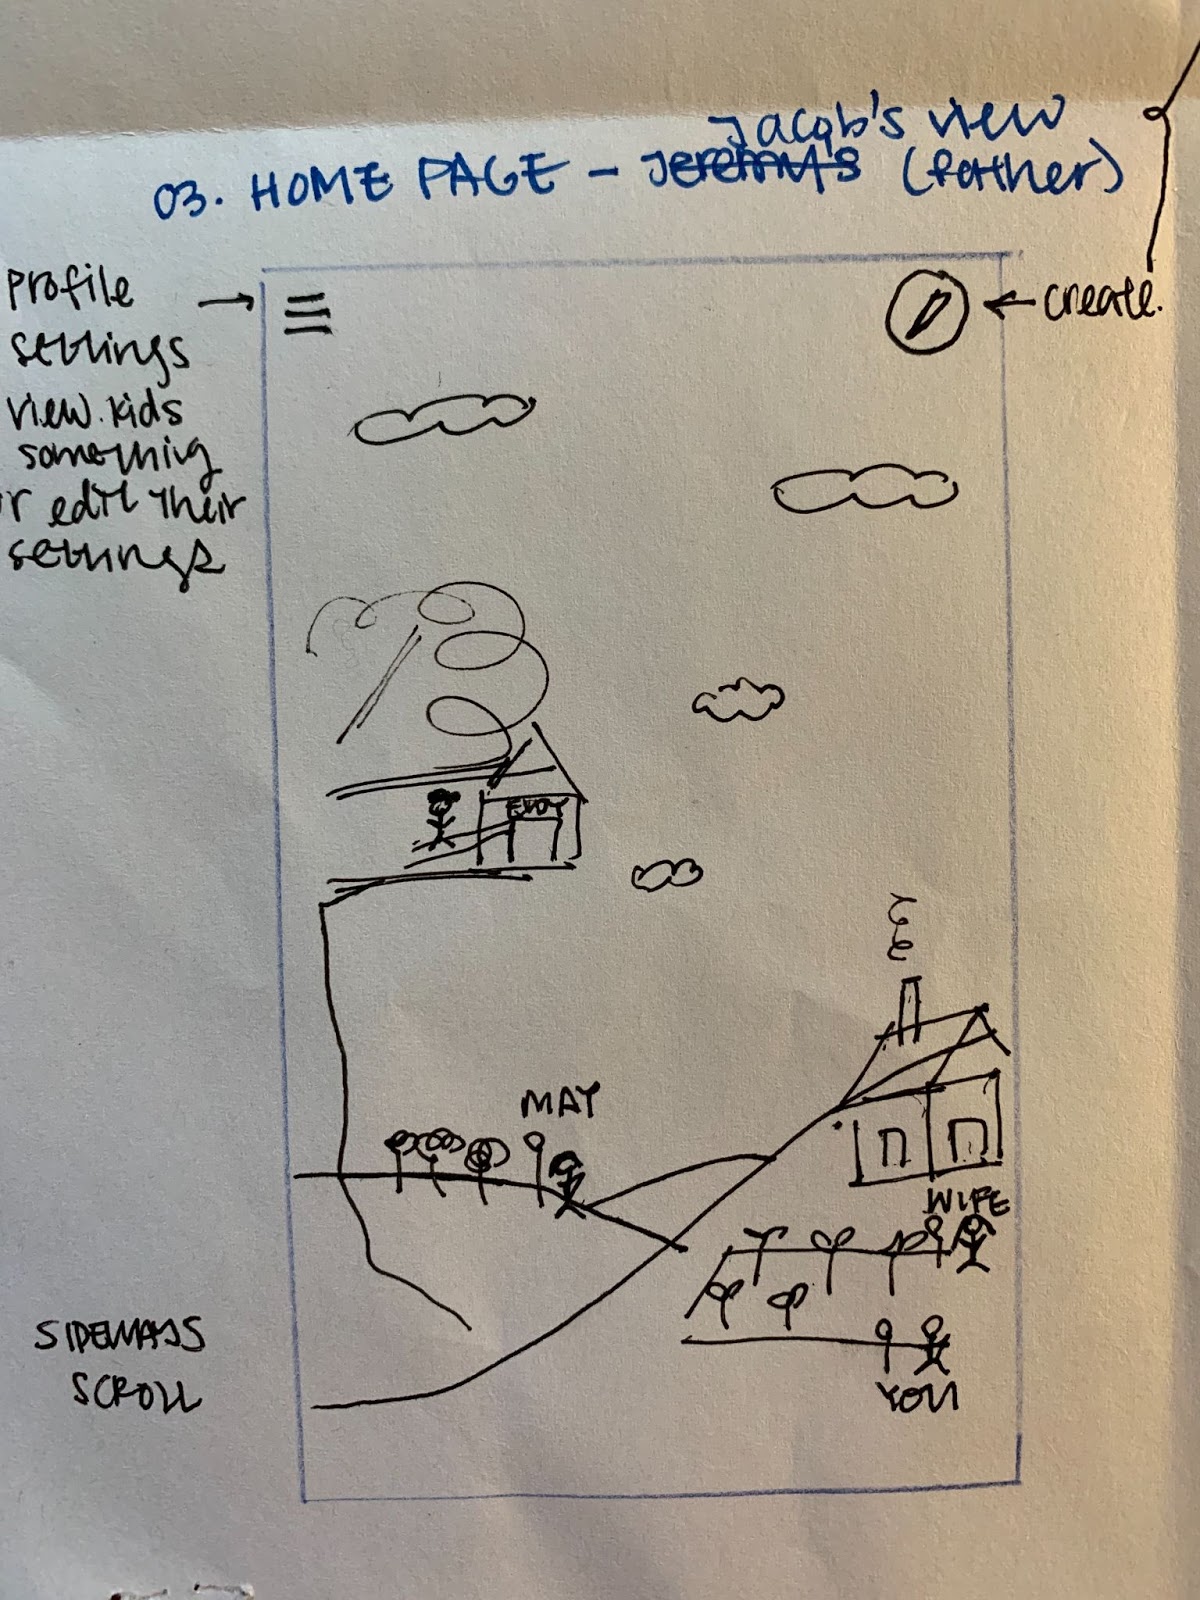 Jacob's view
03. HOME PAGE - Jeremy's (father)
profile
settings
view kids
something
or edit their
settings
create.
MAY
WIFE
YOU
SIDEWAYS
SCROLL